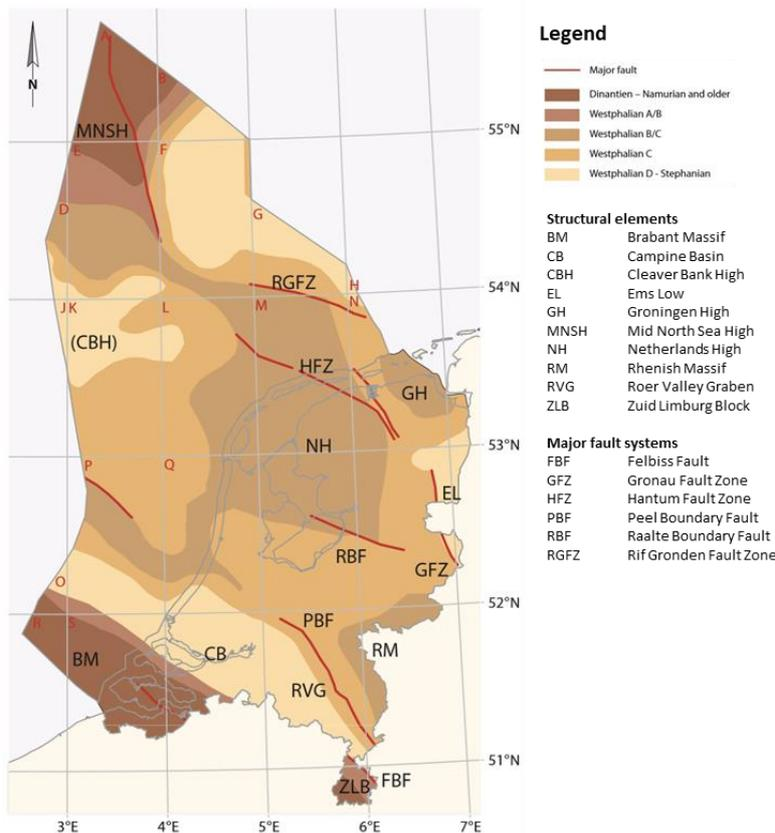 A
B
MNSH
E
F
D
G
RGFZ
H
N
J K
L
M
(CBH)
HFZ
GH
NH
P
Q
EL
RBF
GFZ
O
PBF
R
S
BM
CB
RM
RVG
ZLB
FBF
N
55°N
54°N
53°N
52°N
51°N
3°E
4°E
5°E
6°E
7°E
Legend
Major fault
Dinantien – Namurian and older
Westphalian A/B
Westphalian B/C
Westphalian C
Westphalian D - Stephanian
Structural elements
BM Brabant Massif
CB Campine Basin
CBH Cleaver Bank High
EL Ems Low
GH Groningen High
MNSH Mid North Sea High
NH Netherlands High
RM Rhenish Massif
RVG Roer Valley Graben
ZLB Zuid Limburg Block
Major fault systems
FBF Felbiss Fault
GFZ Gronau Fault Zone
HFZ Hantum Fault Zone
PBF Peel Boundary Fault
RBF Raalte Boundary Fault
RGFZ Rif Gronden Fault Zone